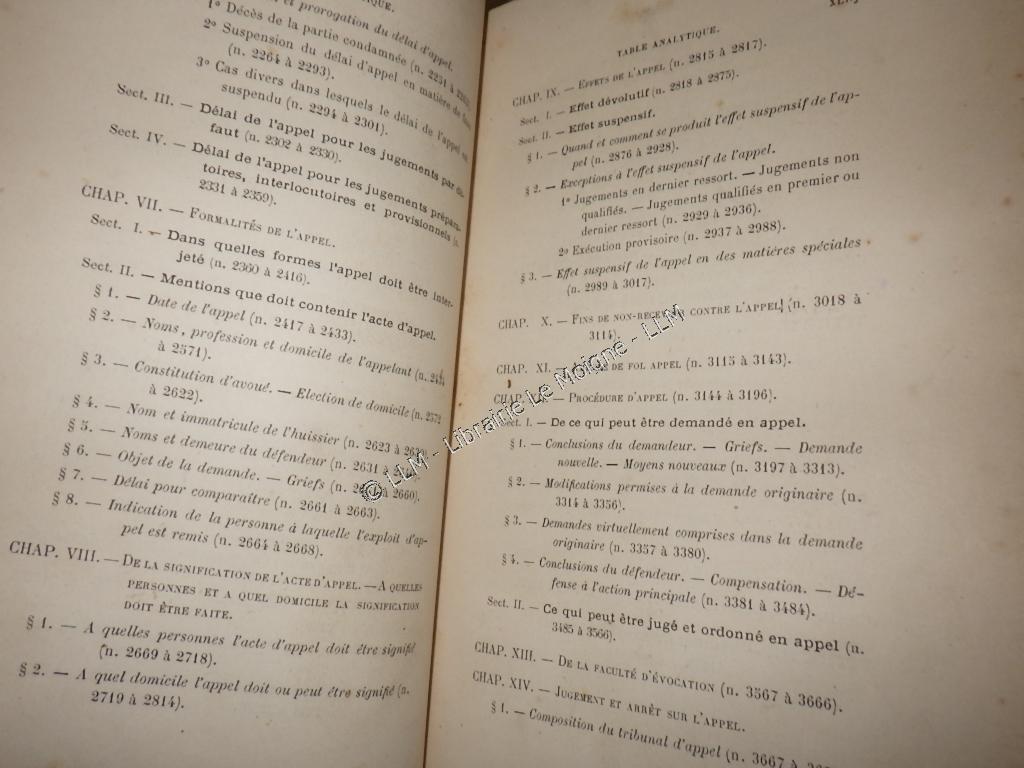 IQUE.
et prorogation du délai d'appel.
1º Décès de la partie condamnée (n. 2251 à
2º Suspension du délai d'appel en matière de
(n. 2264 à 2293).
3º Cas divers dans lesquels le délai de l'appel est
suspendu (n. 2294 à 2301).
Sect. III. — Délai de l'appel pour les jugements par dé-
faut (n. 2302 à 2330).
Sect. IV. — Délai de l'appel pour les jugements prépara-
toires, interlocutoires et provisionnels (n.
2331 à 2359).
CHAP. VII. — FORMALITÉS DE L'APPEL.
Sect. I. — Dans quelles formes l'appel doit être inter-
jeté (n. 2360 à 2416).
Sect. II. — Mentions que doit contenir l'acte d'appel.
§ 1. — Date de l'appel (n. 2417 à 2433).
§ 2. — Noms, profession et domicile de l'appelant (n. 2434
à 2571).
§ 3. — Constitution d'avoué. — Election de domicile (n. 2572
à 2622).
§ 4. — Nom et immatricule de l'huissier (n. 2623 à
§ 5. — Noms et demeure du défendeur (n. 2631 à
§ 6. — Objet de la demande. — Griefs (n. à 2660).
§ 7. — Délai pour comparaître (n. 2661 à 2663).
§ 8. — Indication de la personne à laquelle l'exploit d'ap-
pel est remis (n. 2664 à 2668).
CHAP. VIII. — DE LA SIGNIFICATION DE L'ACTE D'APPEL. — A QUELLES
PERSONNES ET A QUEL DOMICILE LA SIGNIFICATION
DOIT ÊTRE FAITE.
§ 1. — A quelles personnes l'acte d'appel doit être signifié
(n. 2669 à 2718).
§ 2. — A quel domicile l'appel doit ou peut être signifié (n.
2719 à 2814).
TABLE ANALYTIQUE.
CHAP. IX. — EFFETS DE L'APPEL (n. 2815 à 2817).
Sect. I. — Effet dévolutif (n. 2818 à 2875).
Sect. II. — Effet suspensif.
§ 1. — Quand et comment se produit l'effet suspensif de l'ap-
pel (n. 2876 à 2928).
§ 2. — Exceptions à l'effet suspensif de l'appel.
1º Jugements en dernier ressort. — Jugements non
qualifiés. — Jugements qualifiés en premier ou
dernier ressort (n. 2929 à 2936).
2º Exécution provisoire (n. 2937 à 2988).
§ 3. — Effet suspensif de l'appel en des matières spéciales
(n. 2989 à 3017).
CHAP. X. — FINS DE NON-RECEVOIR CONTRE L'APPEL (n. 3018 à
3114).
CHAP. XI. — DE FOL APPEL (n. 3115 à 3143).
CHAP. — PROCÉDURE D'APPEL (n. 3144 à 3196).
Sect. I. — De ce qui peut être demandé en appel.
§ 1. — Conclusions du demandeur. — Griefs. — Demande
nouvelle. — Moyens nouveaux (n. 3197 à 3313).
§ 2. — Modifications permises à la demande originaire (n.
3314 à 3356).
§ 3. — Demandes virtuellement comprises dans la demande
originaire (n. 3357 à 3380).
§ 4. — Conclusions du défendeur. — Compensation. — Dé-
fense à l'action principale (n. 3381 à 3484).
Sect. II. — Ce qui peut être jugé et ordonné en appel (n.
3485 à 3566).
CHAP. XIII. — DE LA FACULTÉ D'ÉVOCATION (n. 3567 à 3666).
CHAP. XIV. — JUGEMENT ET ARRÊT SUR L'APPEL.
§ 1. — Composition du tribunal d'appel (n. 3667 à
© LLM - Librairie Le Moigne - LLM